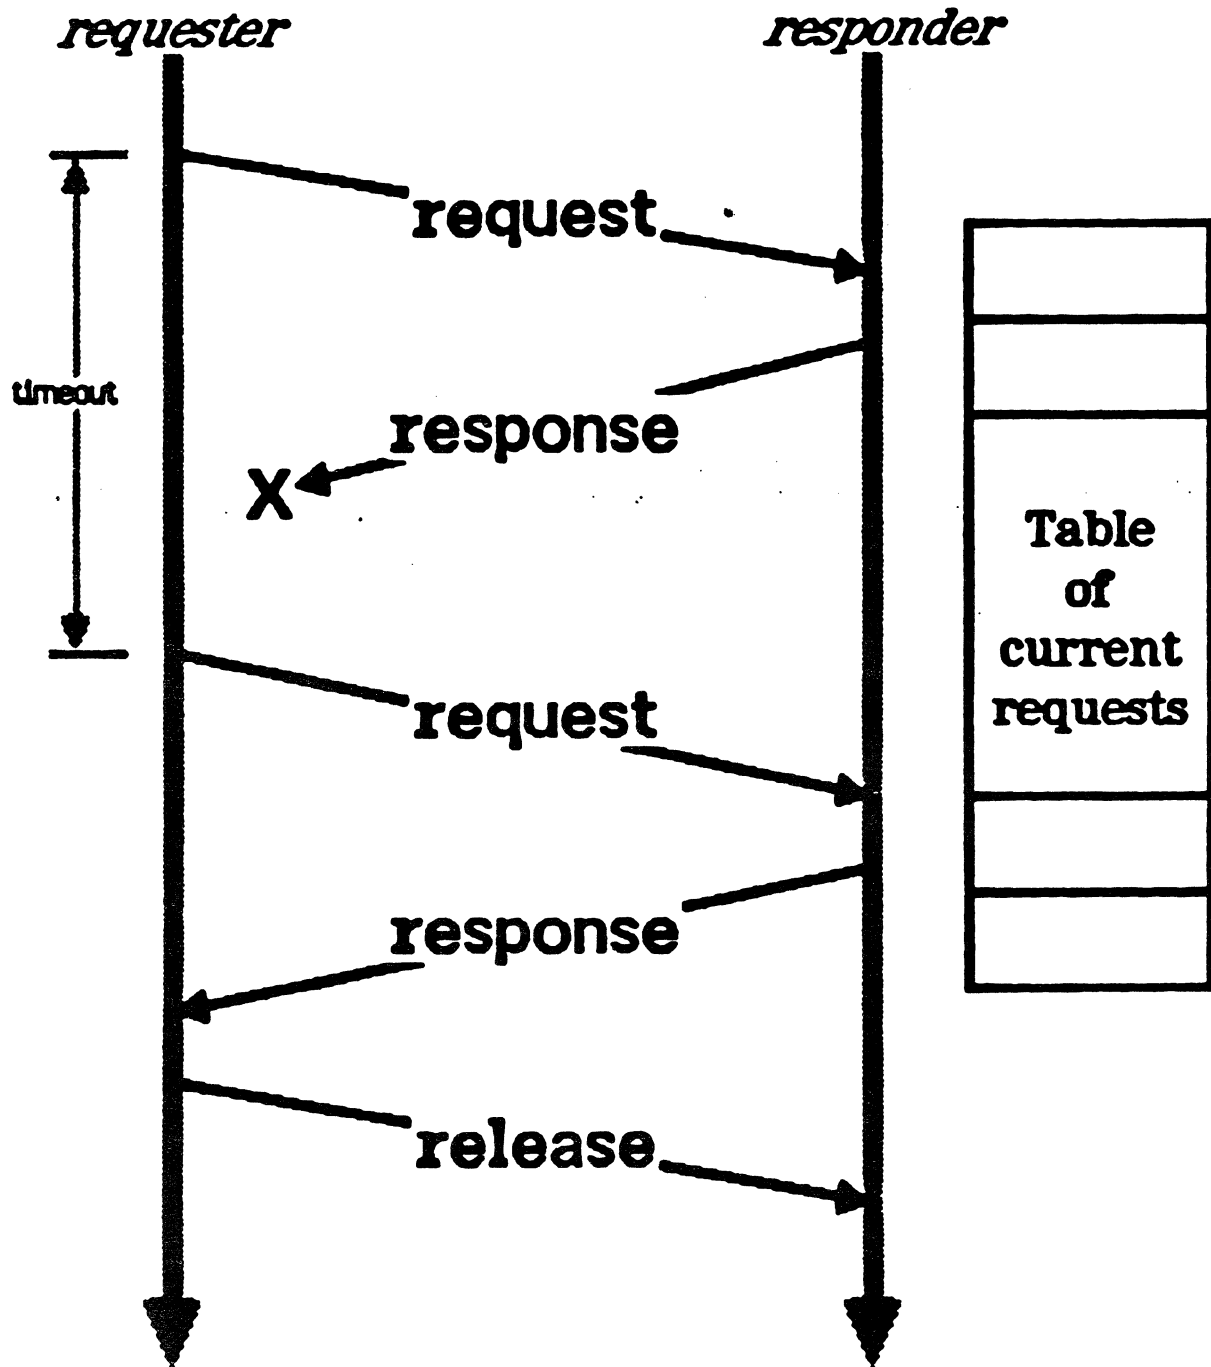 requester
responder
request
timeout
response
X
Table
of
current
requests
request
response
release